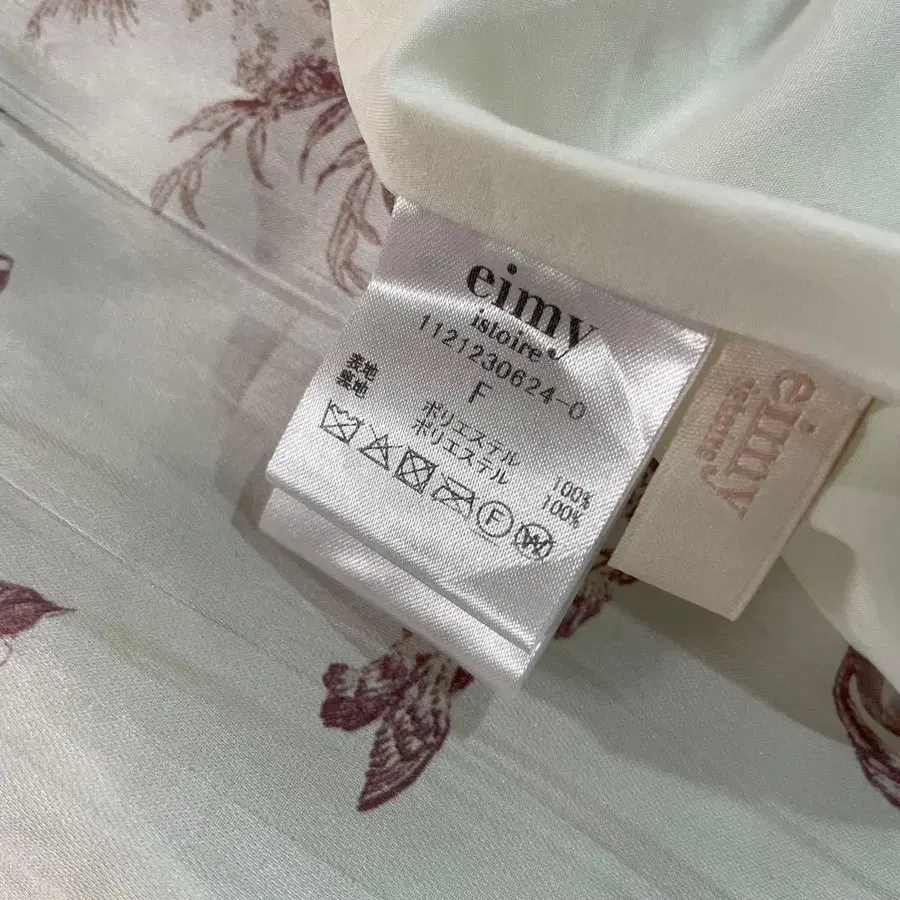 eimy
istoire
1121230624-0
F
表地 ポリエステル 100%
裏地 ポリエステル 100%
F W
eimy
istoire